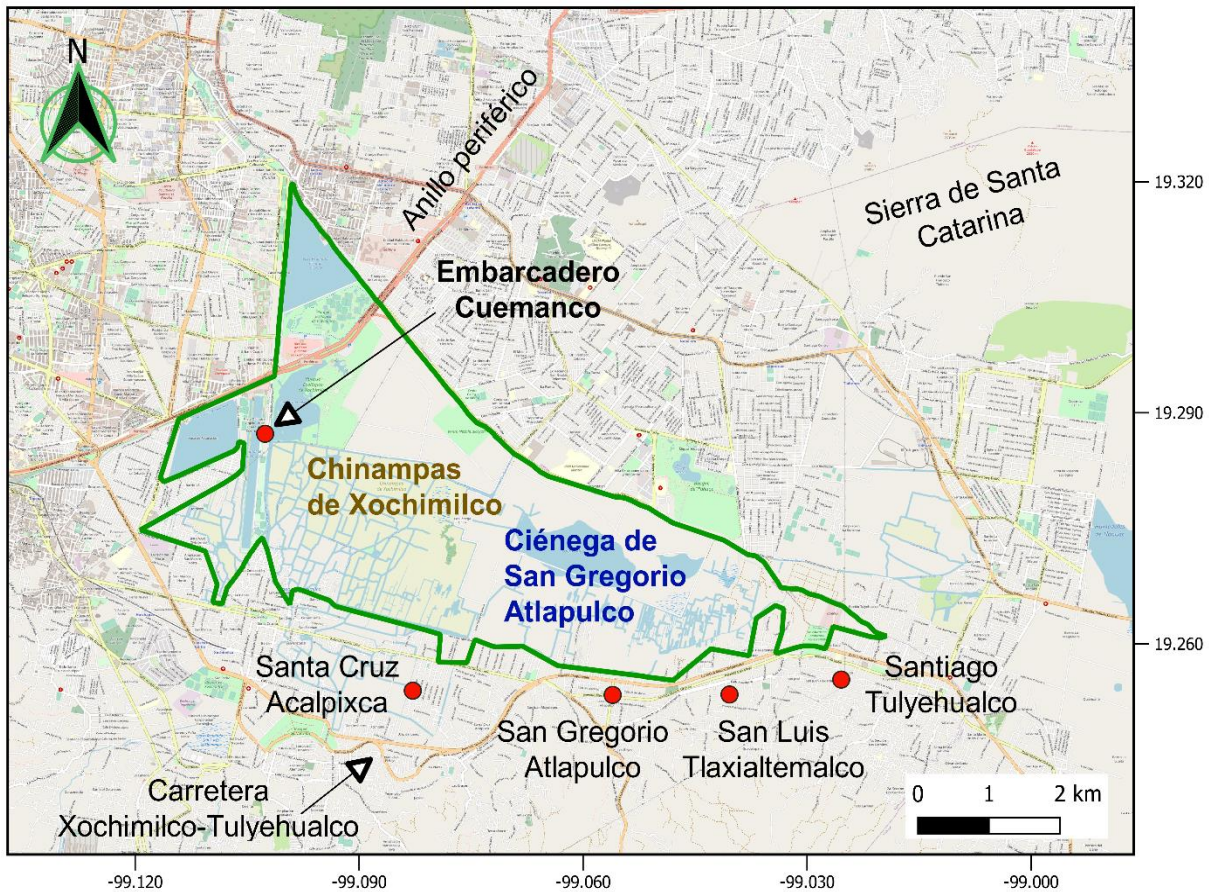 N
Anillo periférico
Sierra de Santa
Catarina
19.320
Embarcadero
Cuemanco
19.290
Chinampas
de Xochimilco
Ciénega de
San Gregorio
Atlapulco
19.260
Santa Cruz
Acalpixca
San Gregorio
Atlapulco
San Luis
Tlaxialtemalco
Santiago
Tulyehualco
Carretera
Xochimilco-Tulyehualco
0 1 2 km
-99.120 -99.090 -99.060 -99.030 -99.000